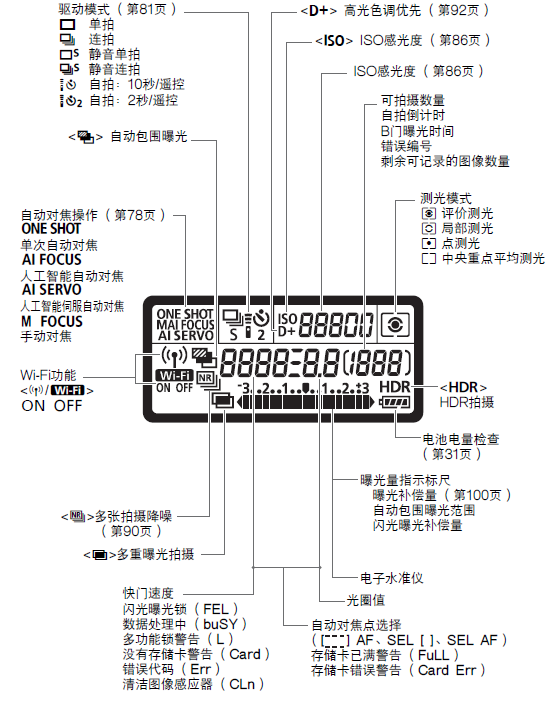 驱动模式（第81页）
单拍
连拍
S 静音单拍
S 静音连拍
自拍：10秒/遥控
2 自拍：2秒/遥控
<D+> 高光色调优先（第92页）
<ISO> ISO感光度（第86页）
ISO感光度（第86页）
可拍摄数量
自拍倒计时
B门曝光时间
错误编号
剩余可记录的图像数量
< > 自动包围曝光
测光模式
评价测光
局部测光
点测光
中央重点平均测光
自动对焦操作（第78页）
ONE SHOT
单次自动对焦
AI FOCUS
人工智能自动对焦
AI SERVO
人工智能伺服自动对焦
M FOCUS
手动对焦
ONE SHOT
MAI FOCUS
AI SERVO
S 2
ISO
D+
88800
8888-8.8 (1888)
Wi-Fi
ON OFF
NR
-3..2..1..0..1..2..+3
HDR
Wi-Fi功能
< / Wi-Fi >
ON OFF
<HDR>
HDR拍摄
电池电量检查
（第31页）
曝光量指示标尺
曝光补偿量（第100页）
自动包围曝光范围
闪光曝光补偿量
<NR>多张拍摄降噪
（第90页）
< >多重曝光拍摄
电子水准仪
光圈值
快门速度
闪光曝光锁（FEL）
数据处理中（buSY）
多功能锁警告（L）
没有存储卡警告（Card）
错误代码（Err）
清洁图像感应器（CLn）
自动对焦点选择
（[ ] AF、SEL [ ]、SEL AF）
存储卡已满警告（FuLL）
存储卡错误警告（Card Err）